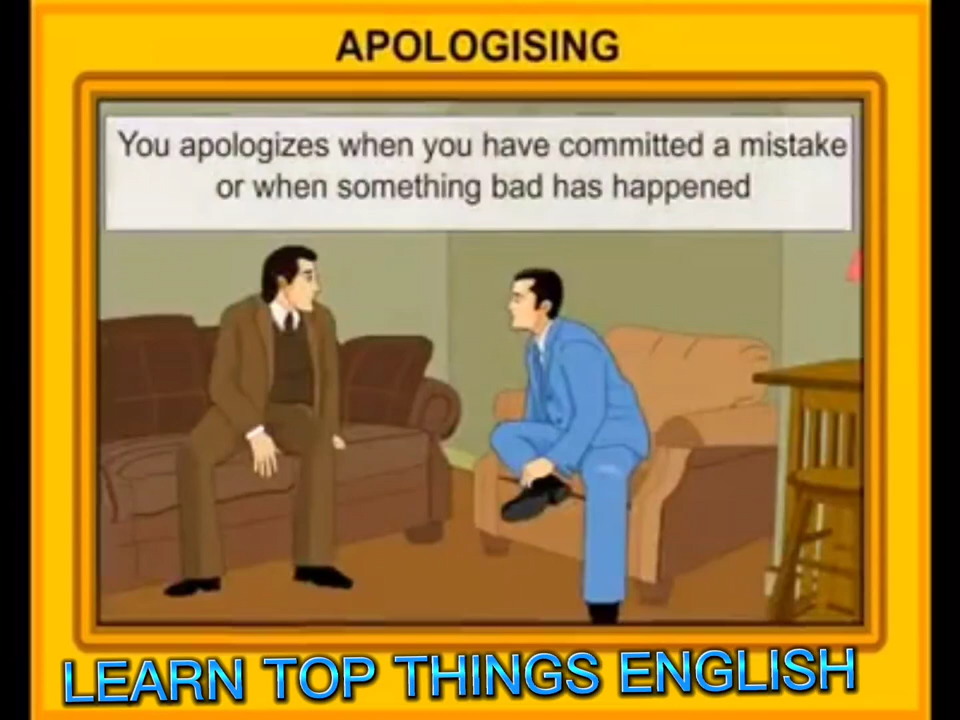 APOLOGISING
You apologizes when you have committed a mistake
or when something bad has happened
LEARN TOP THINGS ENGLISH